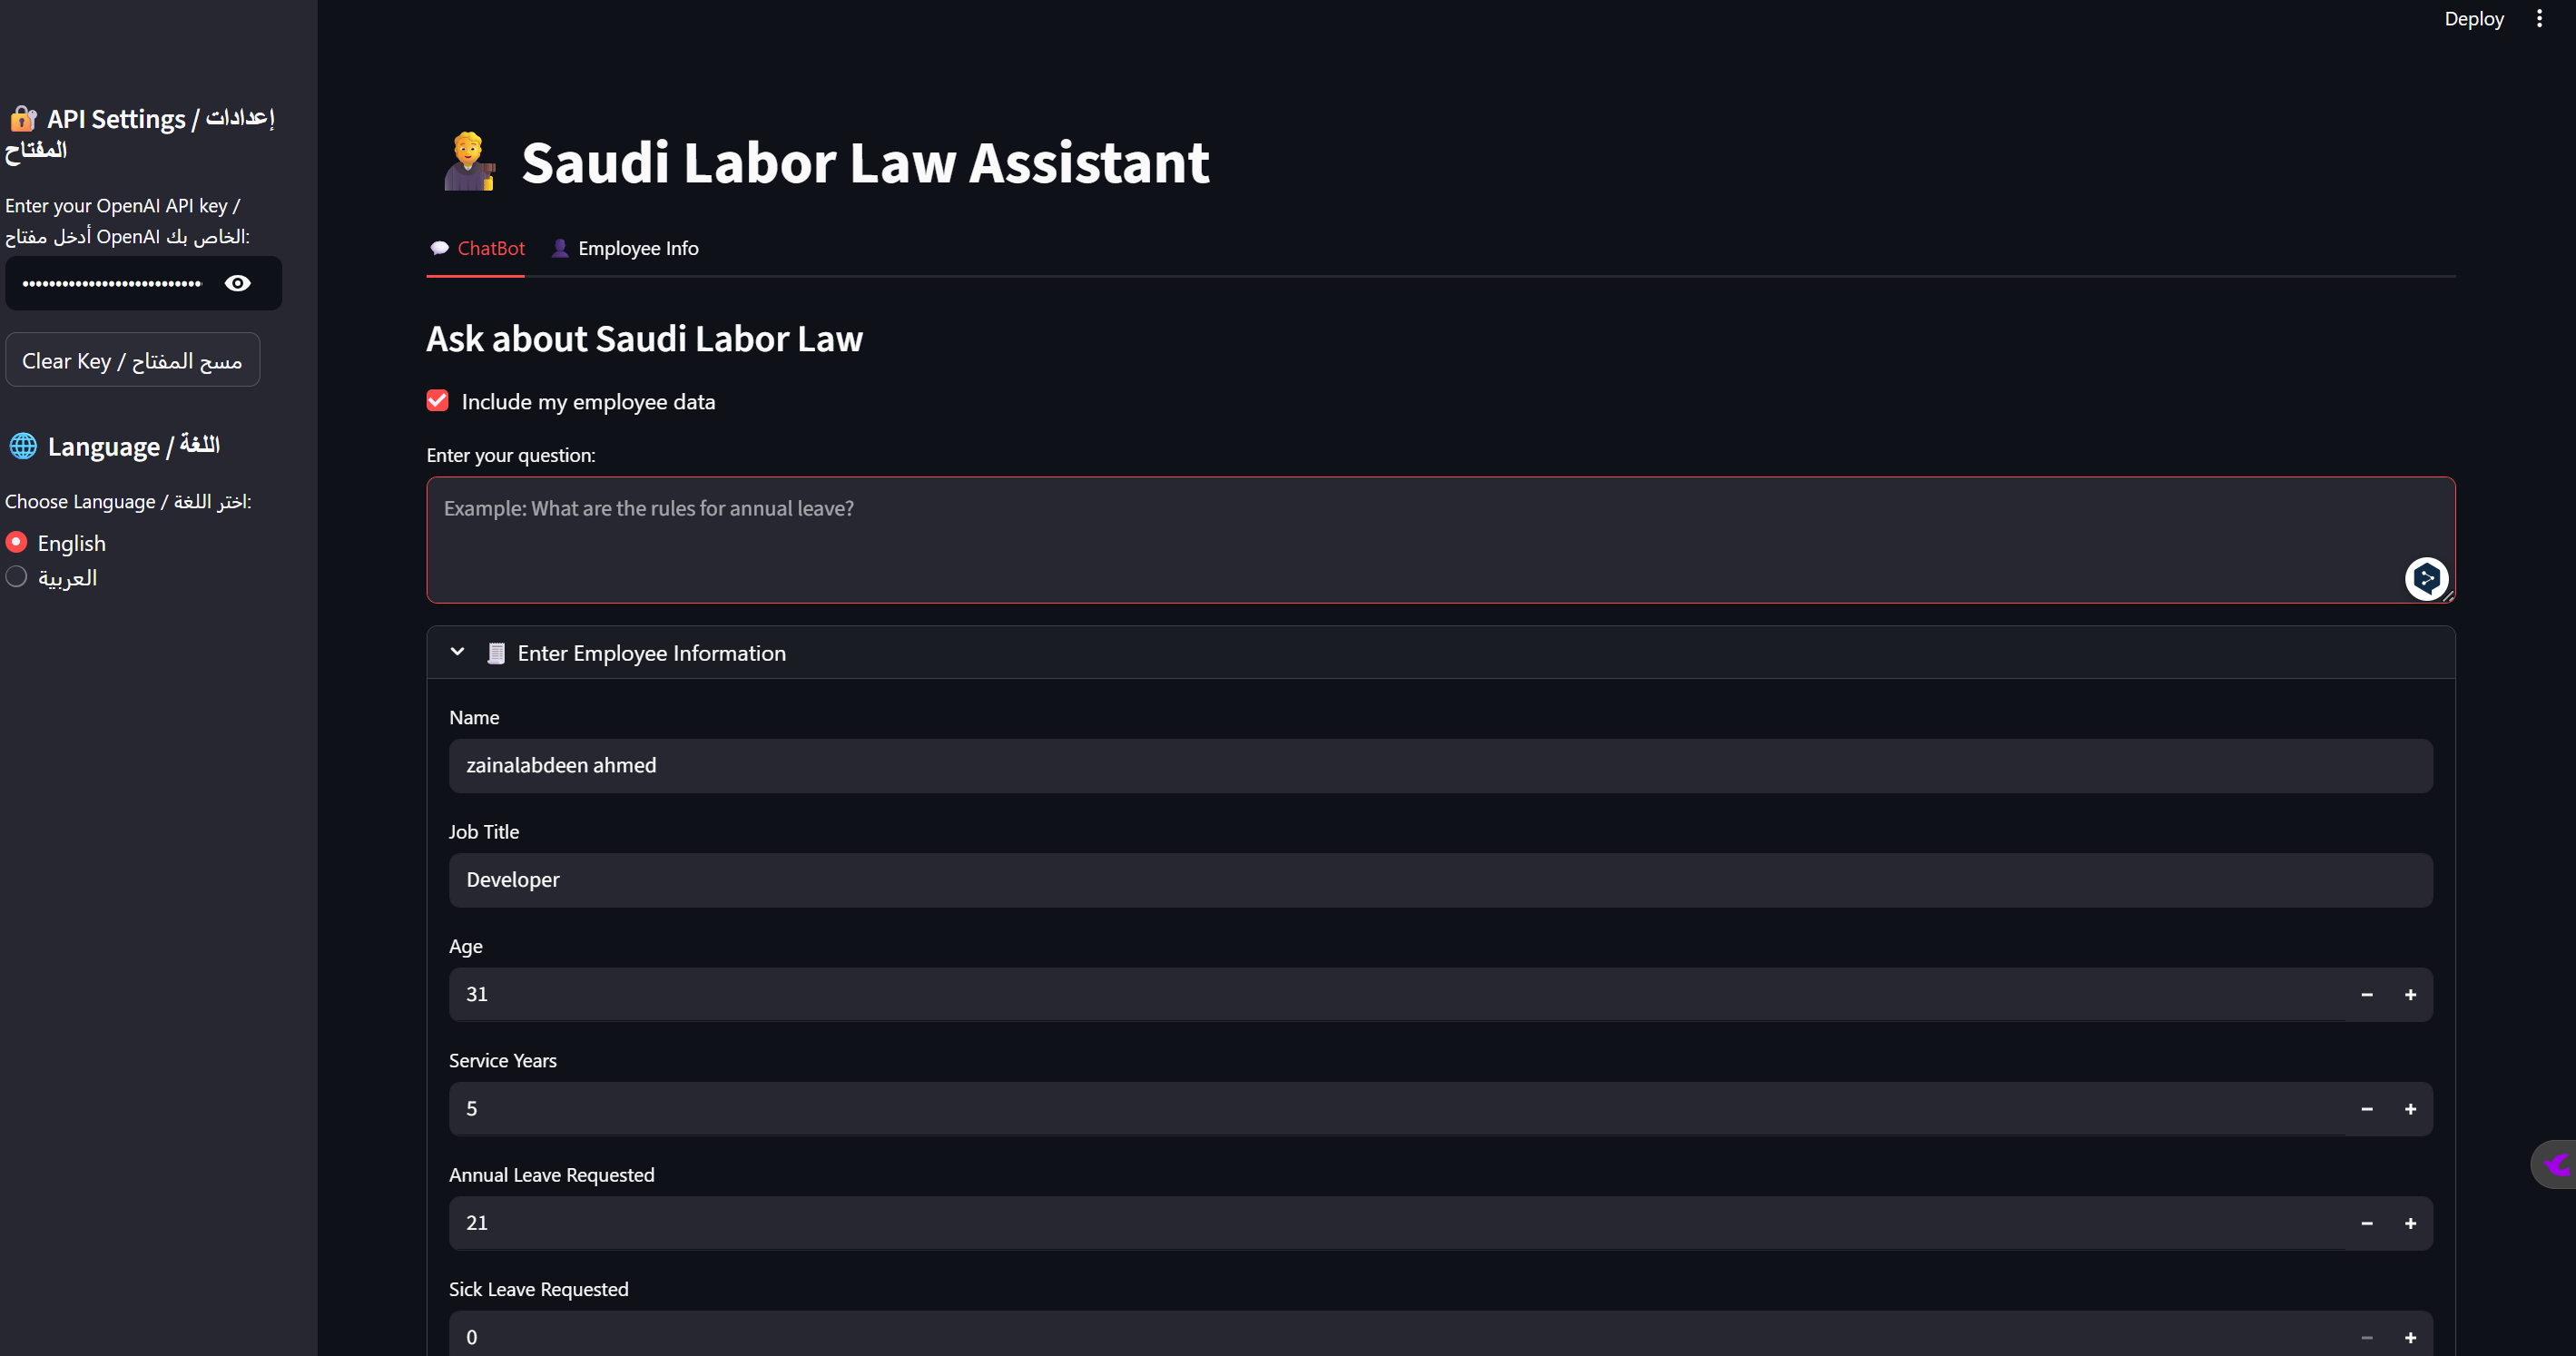 Deploy
API Settings / إعدادات
المفتاح
Enter your OpenAI API key /
أدخل مفتاح OpenAI الخاص بك:
Clear Key / مسح المفتاح
Language / اللغة
Choose Language / اختر اللغة:
English
العربية
Saudi Labor Law Assistant
ChatBot
Employee Info
Ask about Saudi Labor Law
Include my employee data
Enter your question:
Example: What are the rules for annual leave?
Enter Employee Information
Name
zainalabdeen ahmed
Job Title
Developer
Age
31
Service Years
5
Annual Leave Requested
21
Sick Leave Requested
0